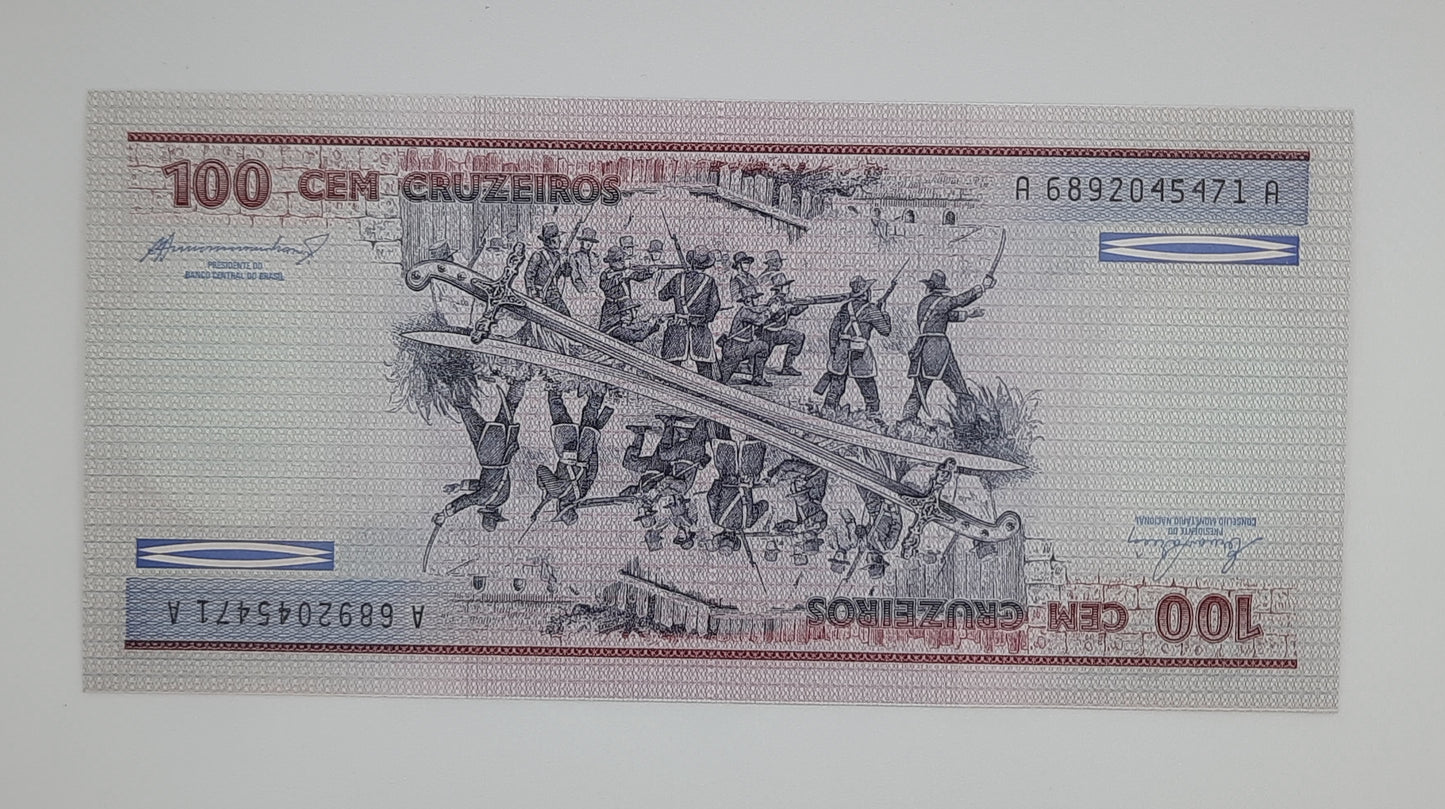 100 CEM CRUZEIROS
A 6892045471 A
PRESIDENTE DO
BANCO CENTRAL DO BRASIL
PRESIDENTE DO
CONSELHO MONETÁRIO NACIONAL
A 6892045471 A
100 CEM CRUZEIROS